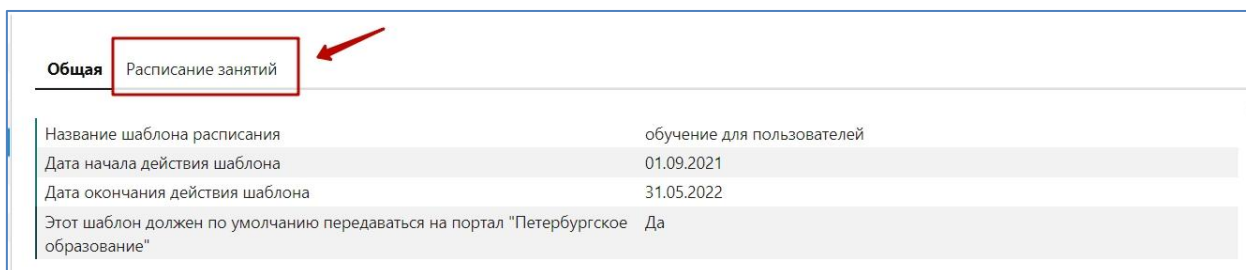 Общая Расписание занятий
Название шаблона расписания обучение для пользователей
Дата начала действия шаблона 01.09.2021
Дата окончания действия шаблона 31.05.2022
Этот шаблон должен по умолчанию передаваться на портал "Петербургское Да
образование"